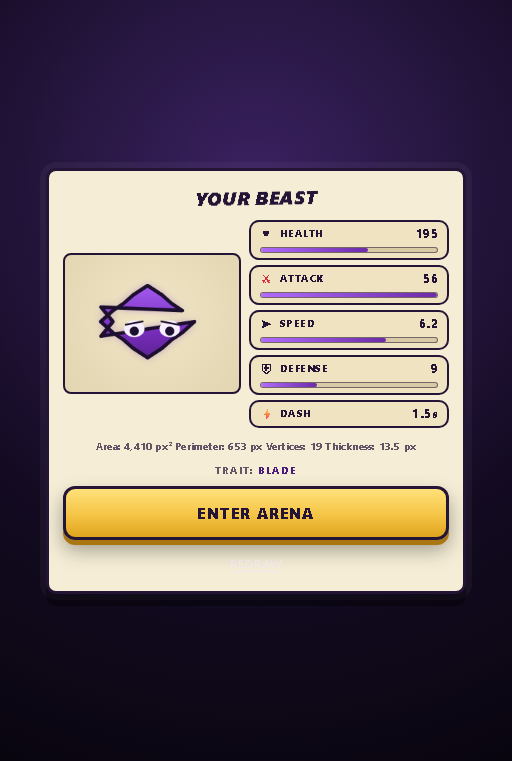 YOUR BEAST
HEALTH 195
ATTACK 56
SPEED 6.2
DEFENSE 9
DASH 1.5s
Area: 4,410 px² Perimeter: 653 px Vertices: 19 Thickness: 13.5 px
TRAIT: BLADE
ENTER ARENA